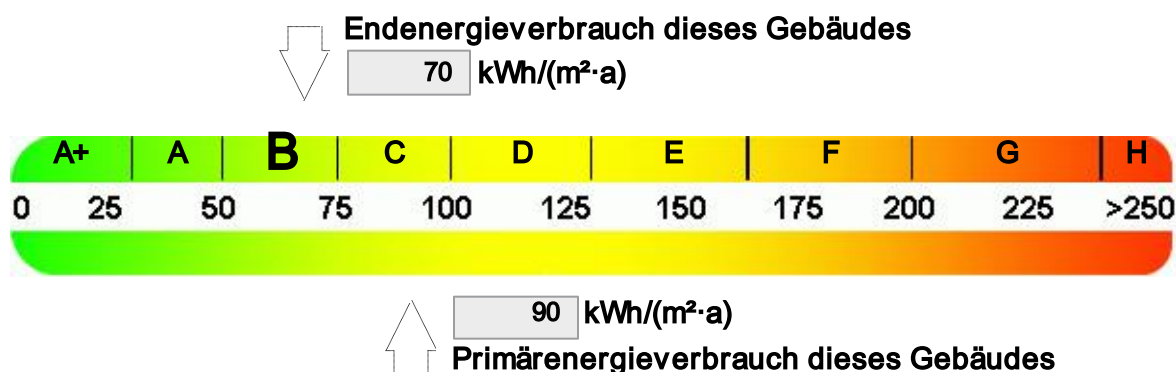 Endenergieverbrauch dieses Gebäudes
70 kWh/(m²·a)
A+ A B C D E F G H
0 25 50 75 100 125 150 175 200 225 >250
90 kWh/(m²·a)
Primärenergieverbrauch dieses Gebäudes